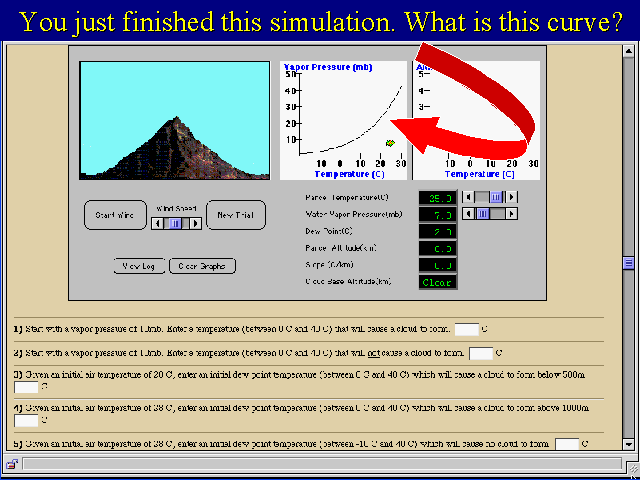 You just finished this simulation. What is this curve?
Vapor Pressure (mb)
50
40
30
20
10
10 0 10 20 30
Temperature (C)
5
4
3
10 0 10 20 30
Temperature (C)
Start Wind
Wind Speed
New Trial
View Log
Clear Graphs
Parcel Temperature(C)
Water Vapor Pressure(mb)
7.0
Dew Point(C)
2.0
Parcel Altitude(km)
0.0
Slope (C/km)
0.0
Cloud Base Altitude(km)
Clear
1) Start with a vapor pressure of 10mb. Enter a temperature (between 0 C and 40 C) that will cause a cloud to form. C
2) Start with a vapor pressure of 10mb. Enter a temperature (between 0 C and 40 C) that will not cause a cloud to form. C
3) Given an initial air temperature of 20 C, enter an initial dew point temperature (between 0 C and 40 C) which will cause a cloud to form below 500m
C
4) Given an initial air temperature of 38 C, enter an initial dew point temperature (between 0 C and 40 C) which will cause a cloud to form above 1000m
C
5) Given an initial air temperature of 38 C, enter an initial dew point temperature (between -10 C and 40 C) which will cause no cloud to form. C